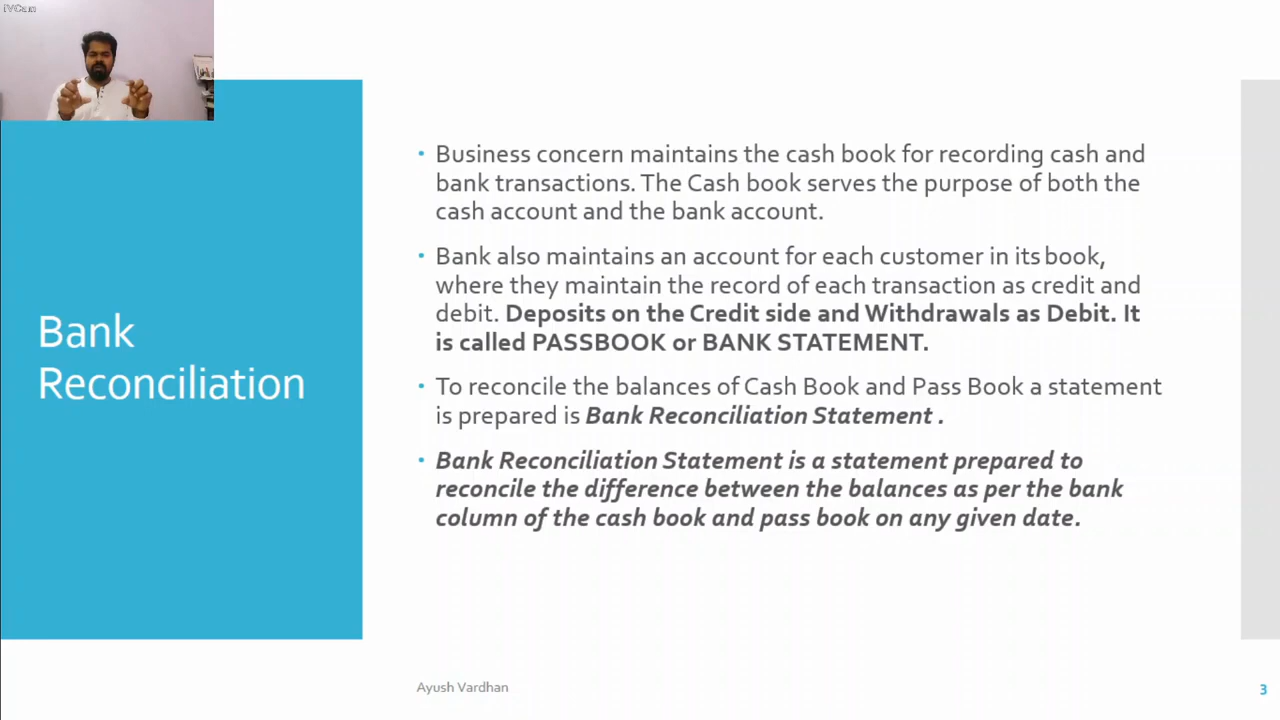 iVCam
Bank
Reconciliation
• Business concern maintains the cash book for recording cash and
bank transactions. The Cash book serves the purpose of both the
cash account and the bank account.
• Bank also maintains an account for each customer in its book,
where they maintain the record of each transaction as credit and
debit. Deposits on the Credit side and Withdrawals as Debit. It
is called PASSBOOK or BANK STATEMENT.
• To reconcile the balances of Cash Book and Pass Book a statement
is prepared is Bank Reconciliation Statement .
• Bank Reconciliation Statement is a statement prepared to
reconcile the difference between the balances as per the bank
column of the cash book and pass book on any given date.
Ayush Vardhan
3